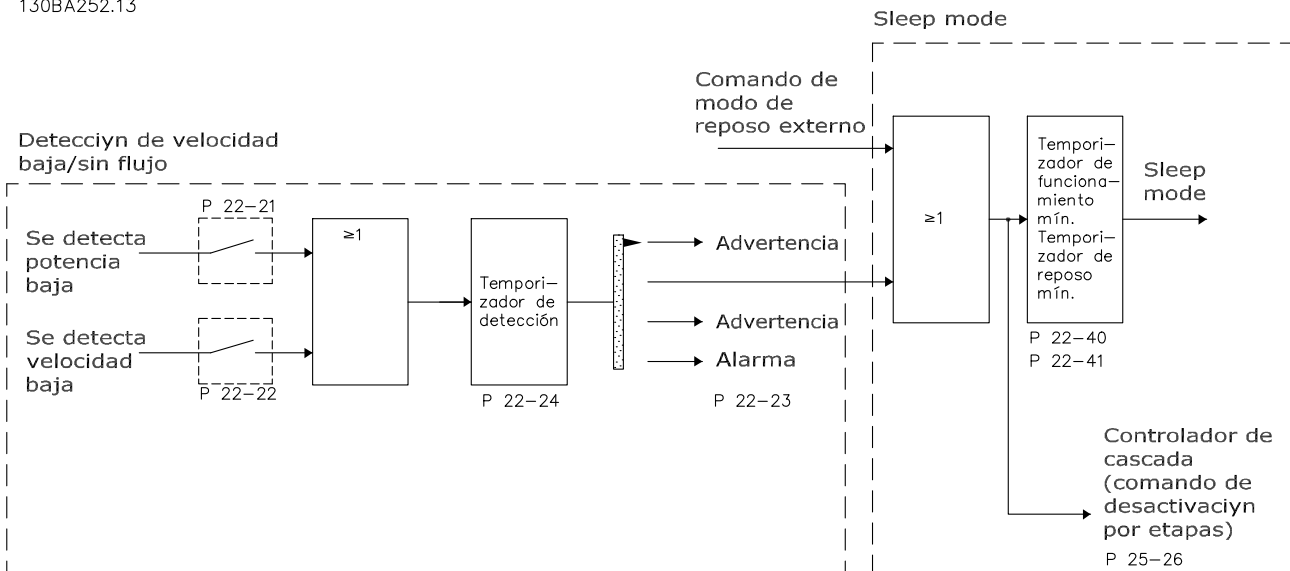 130BA252.13
Sleep mode
Comando de
modo de
reposo externo
Detecciyn de velocidad
baja/sin flujo
P 22-21
Se detecta
potencia
baja
≥1
Tempori-
zador de
detección
Advertencia
Advertencia
Alarma
Se detecta
velocidad
baja
P 22-22
P 22-24
P 22-23
≥1
Tempori-
zador de
funciona-
miento
mín.
Tempori-
zador de
reposo
mín.
Sleep
mode
P 22-40
P 22-41
Controlador de
cascada
(comando de
desactivaciyn
por etapas)
P 25-26